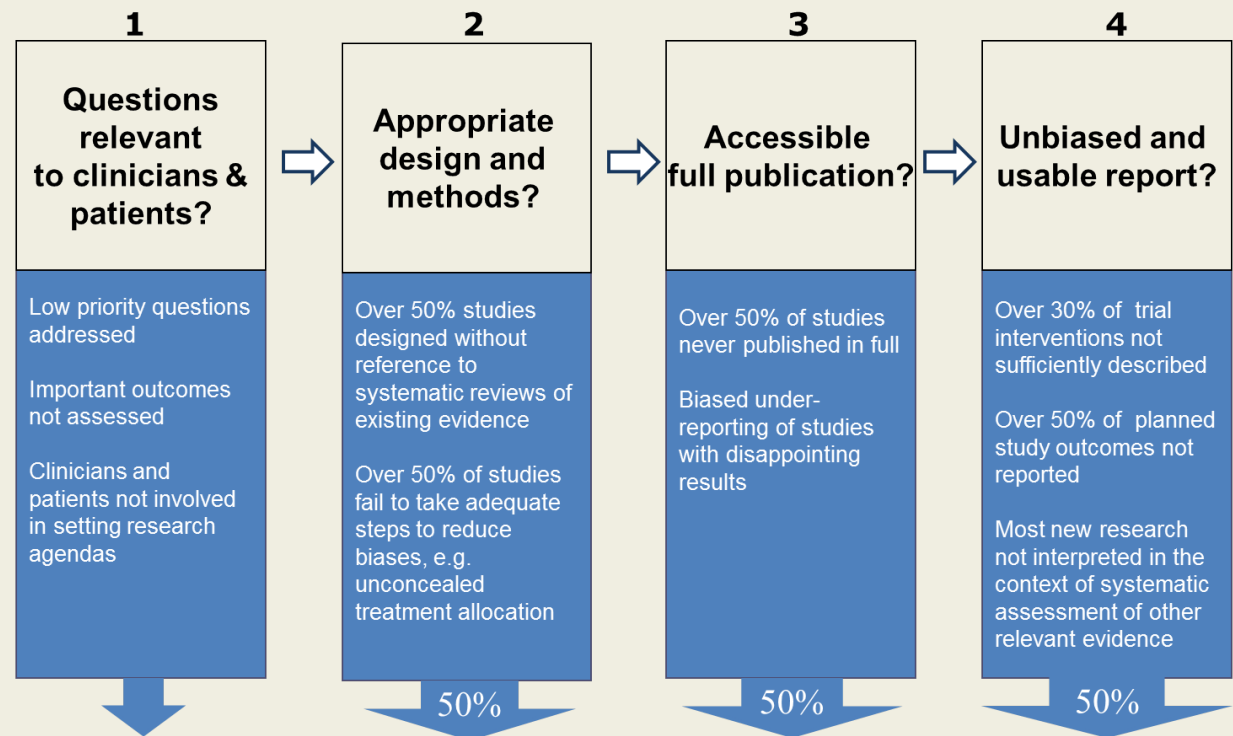 1
Questions
relevant
to clinicians &
patients?
Low priority questions
addressed
Important outcomes
not assessed
Clinicians and
patients not involved
in setting research
agendas
2
Appropriate
design and
methods?
Over 50% studies
designed without
reference to
systematic reviews of
existing evidence
Over 50% of studies
fail to take adequate
steps to reduce
biases, e.g.
unconcealed
treatment allocation
50%
3
Accessible
full publication?
Over 50% of studies
never published in full
Biased under-
reporting of studies
with disappointing
results
50%
4
Unbiased and
usable report?
Over 30% of trial
interventions not
sufficiently described
Over 50% of planned
study outcomes not
reported
Most new research
not interpreted in the
context of systematic
assessment of other
relevant evidence
50%